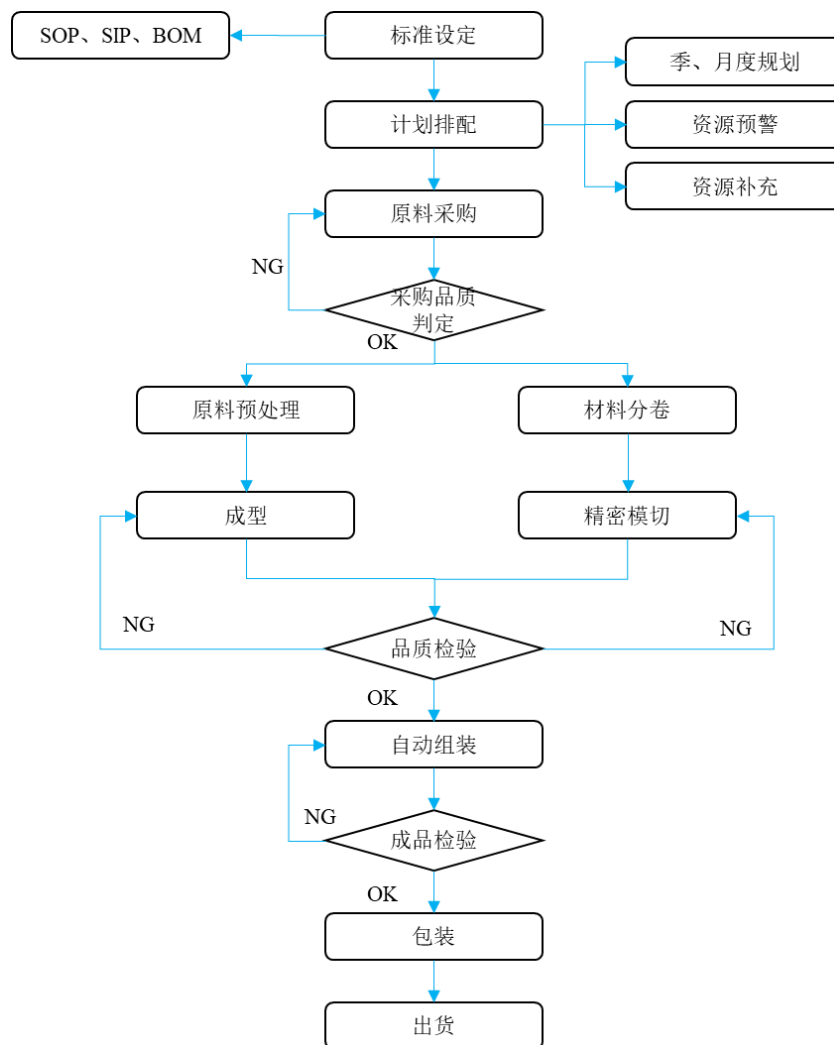 SOP、SIP、BOM
标准设定
季、月度规划
计划排配
资源预警
资源补充
原料采购
NG
采购品质
判定
OK
原料预处理
材料分卷
成型
精密模切
NG
NG
品质检验
OK
自动组装
NG
成品检验
OK
包装
出货